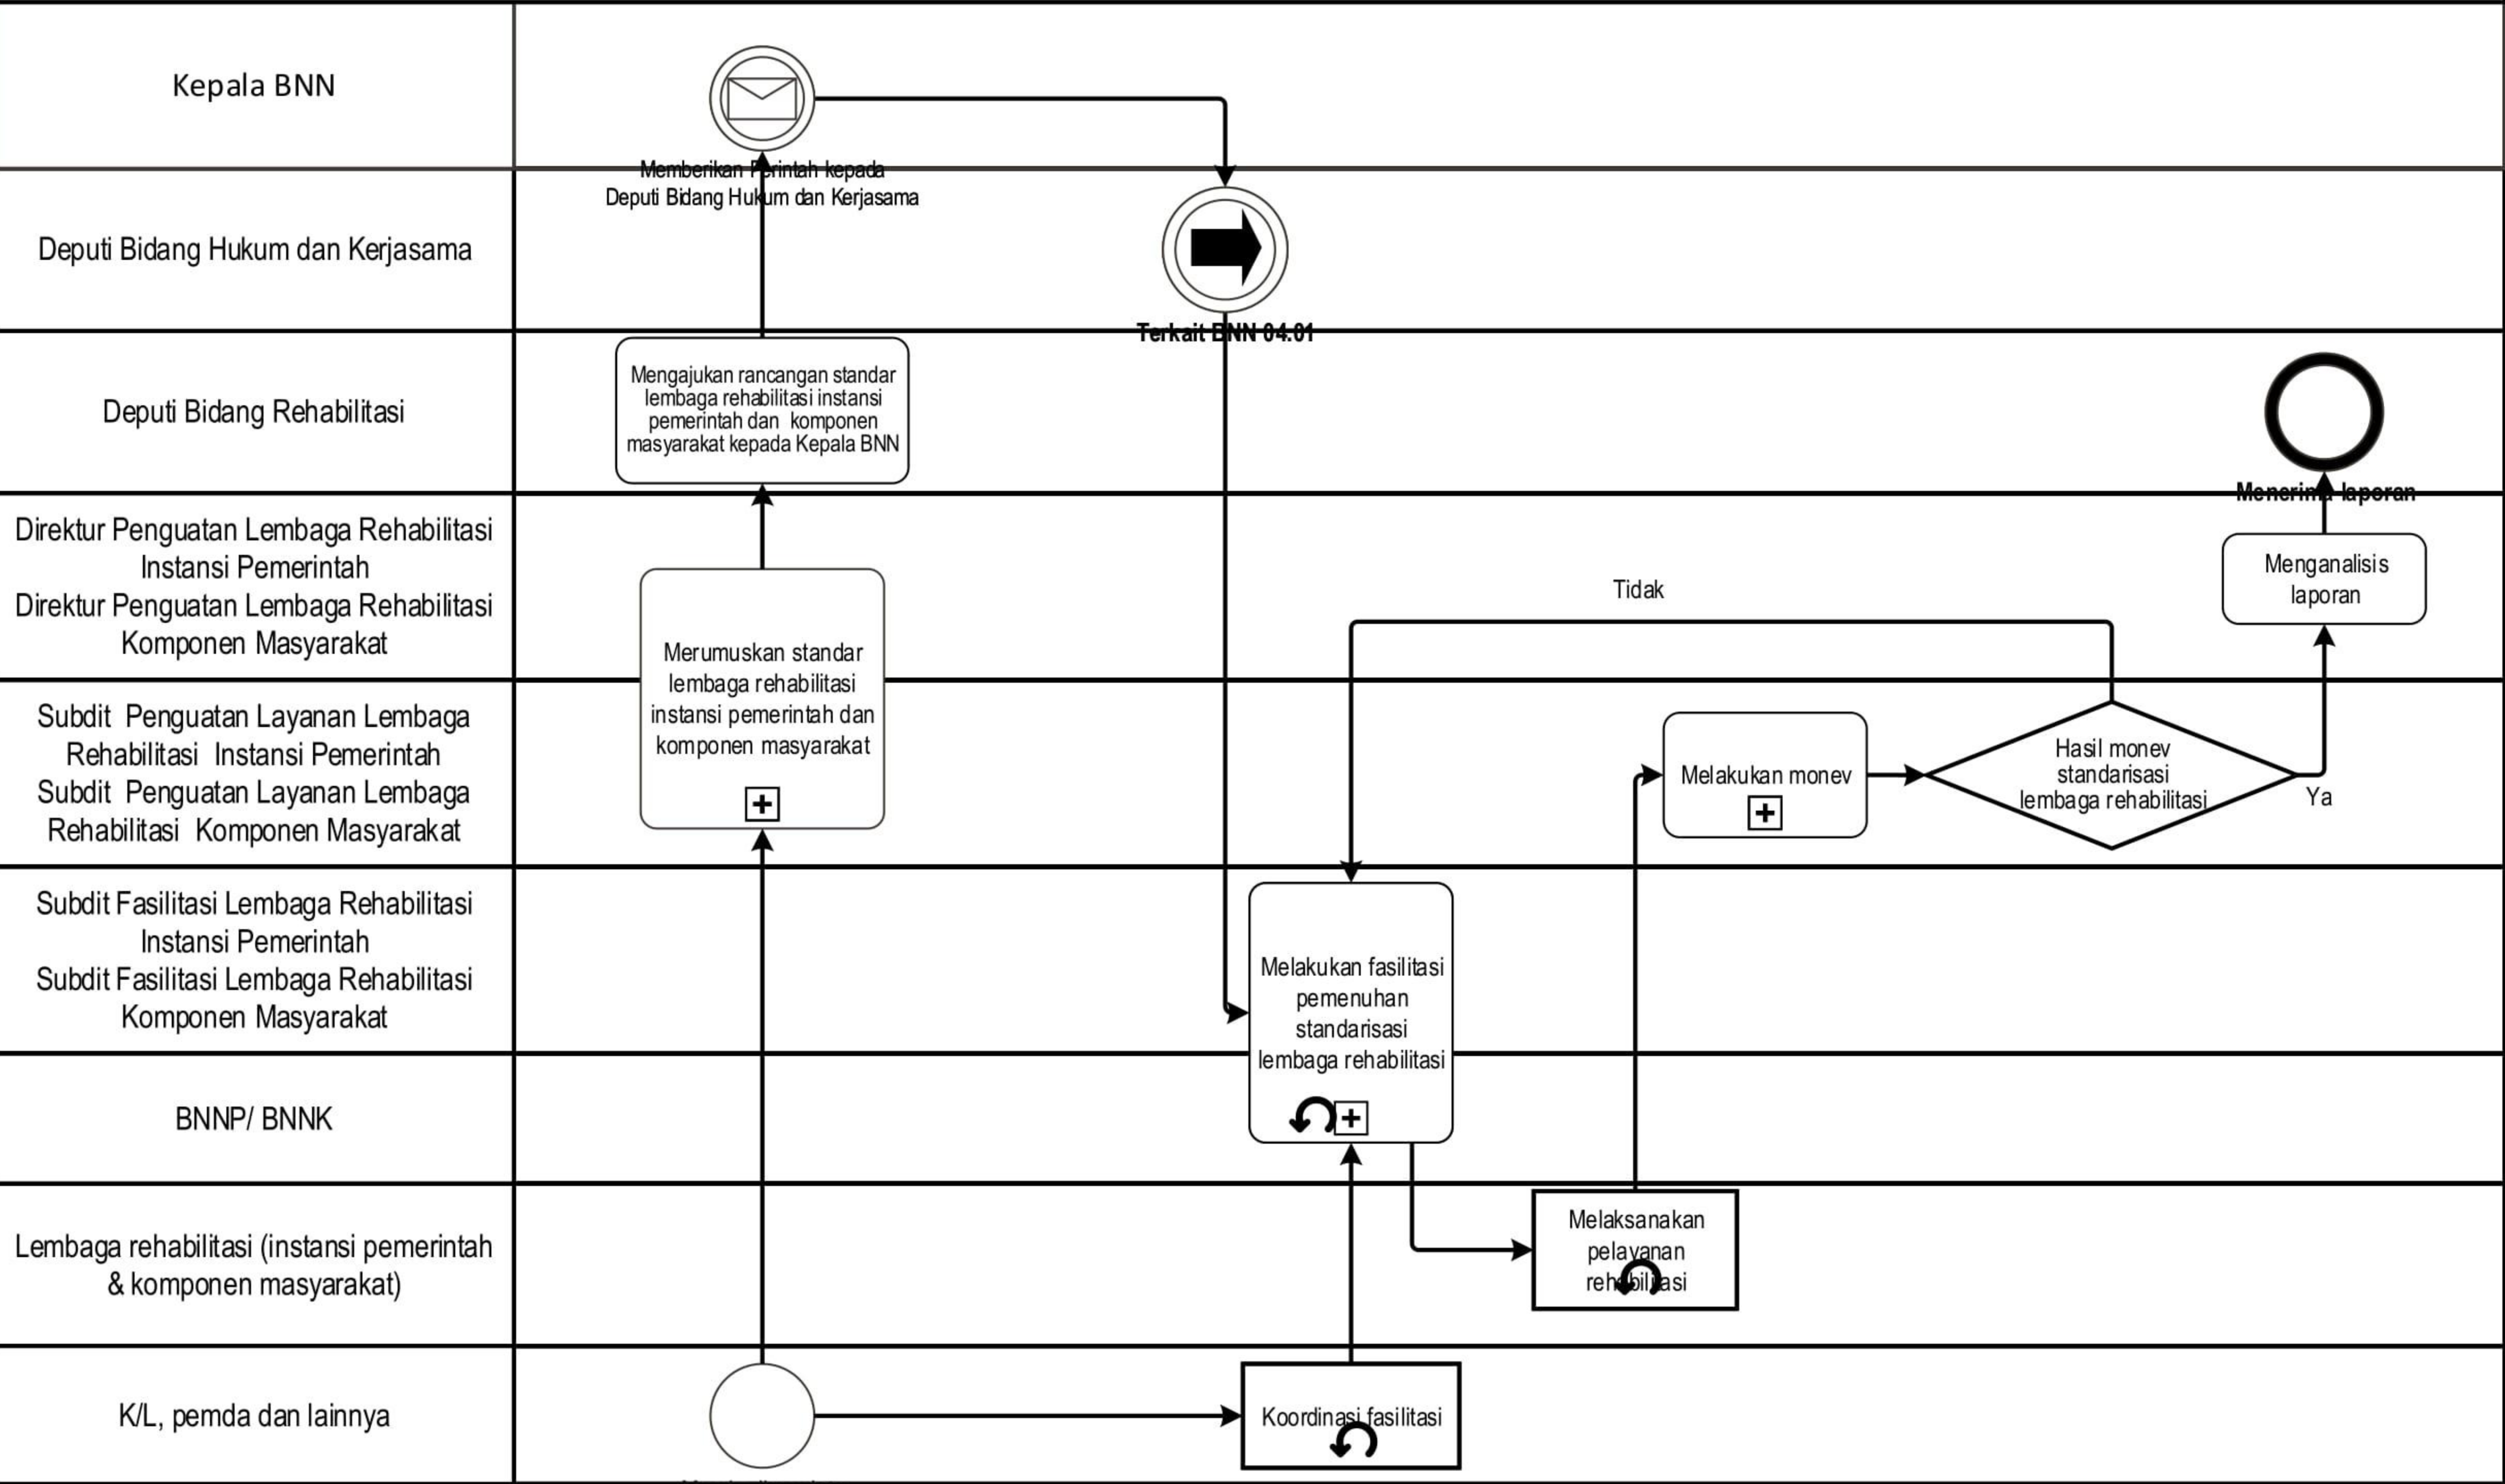 Kepala BNN
Memberikan Perintah kepada
Deputi Bidang Hukum dan Kerjasama
Deputi Bidang Hukum dan Kerjasama
Terkait BNN 04.01
Deputi Bidang Rehabilitasi
Mengajukan rancangan standar
lembaga rehabilitasi instansi
pemerintah dan komponen
masyarakat kepada Kepala BNN
Menerima laporan
Direktur Penguatan Lembaga Rehabilitasi
Instansi Pemerintah
Direktur Penguatan Lembaga Rehabilitasi
Komponen Masyarakat
Merumuskan standar
lembaga rehabilitasi
instansi pemerintah dan
komponen masyarakat
Tidak
Menganalisis
laporan
Subdit Penguatan Layanan Lembaga
Rehabilitasi Instansi Pemerintah
Subdit Penguatan Layanan Lembaga
Rehabilitasi Komponen Masyarakat
Melakukan monev
Hasil monev
standarisasi
lembaga rehabilitasi
Ya
Subdit Fasilitasi Lembaga Rehabilitasi
Instansi Pemerintah
Subdit Fasilitasi Lembaga Rehabilitasi
Komponen Masyarakat
Melakukan fasilitasi
pemenuhan
standarisasi
lembaga rehabilitasi
BNNP/ BNNK
Lembaga rehabilitasi (instansi pemerintah
& komponen masyarakat)
Melaksanakan
pelayanan
rehabilitasi
K/L, pemda dan lainnya
Koordinasi fasilitasi